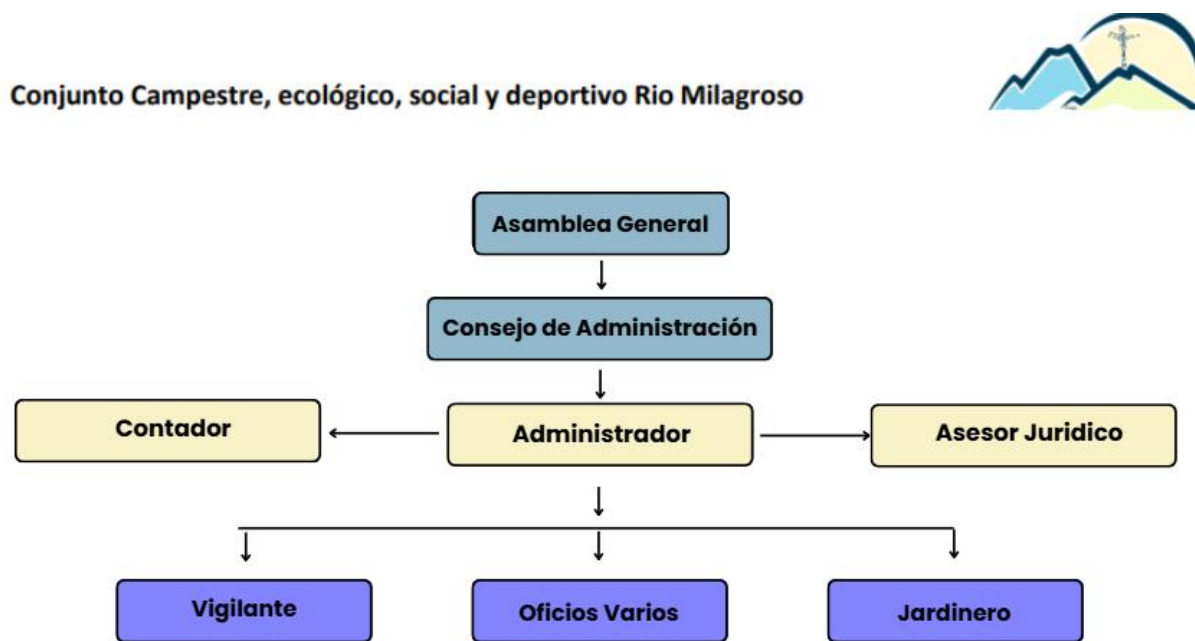 Conjunto Campestre, ecológico, social y deportivo Rio Milagroso
Asamblea General
Consejo de Administración
Contador
Administrador
Asesor Juridico
Vigilante
Oficios Varios
Jardinero